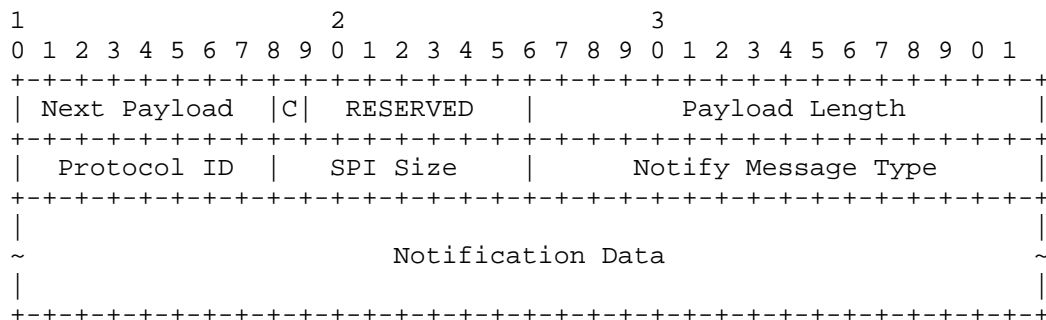 1                   2                   3
0 1 2 3 4 5 6 7 8 9 0 1 2 3 4 5 6 7 8 9 0 1 2 3 4 5 6 7 8 9 0 1
+-+-+-+-+-+-+-+-+-+-+-+-+-+-+-+-+-+-+-+-+-+-+-+-+-+-+-+-+-+-+-+-+
| Next Payload  |C|  RESERVED   |         Payload Length        |
+-+-+-+-+-+-+-+-+-+-+-+-+-+-+-+-+-+-+-+-+-+-+-+-+-+-+-+-+-+-+-+-+
|  Protocol ID  |   SPI Size    |      Notify Message Type      |
+-+-+-+-+-+-+-+-+-+-+-+-+-+-+-+-+-+-+-+-+-+-+-+-+-+-+-+-+-+-+-+-+
|                                                               |
~                       Notification Data                       ~
|                                                               |
+-+-+-+-+-+-+-+-+-+-+-+-+-+-+-+-+-+-+-+-+-+-+-+-+-+-+-+-+-+-+-+-+